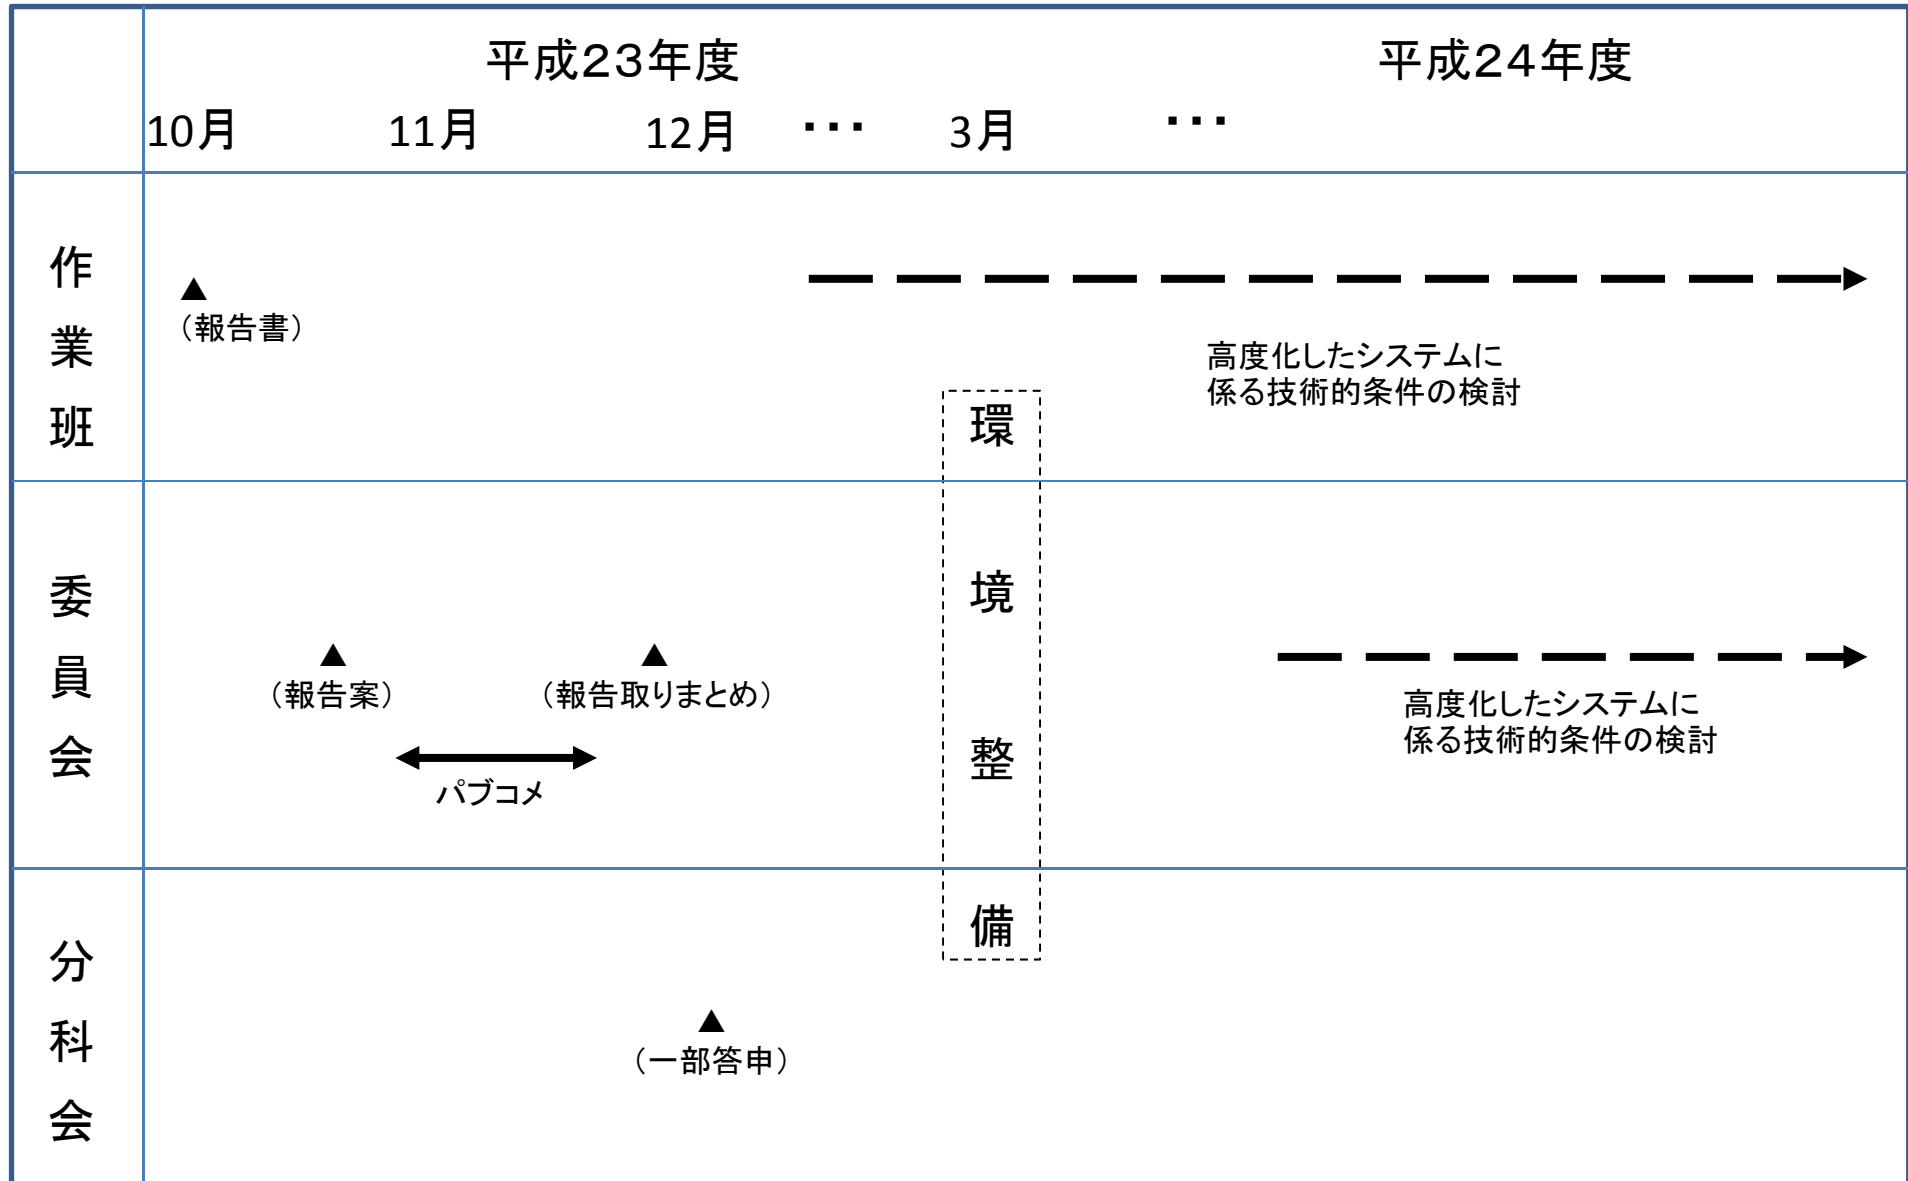 平成２３年度
平成２４年度
10月
11月
12月
・・・
3月
・・・
作業班
▲
（報告書）
高度化したシステムに
係る技術的条件の検討
環境整備
委員会
▲
▲
（報告案）
（報告取りまとめ）
パブコメ
高度化したシステムに
係る技術的条件の検討
分科会
▲
（一部答申）